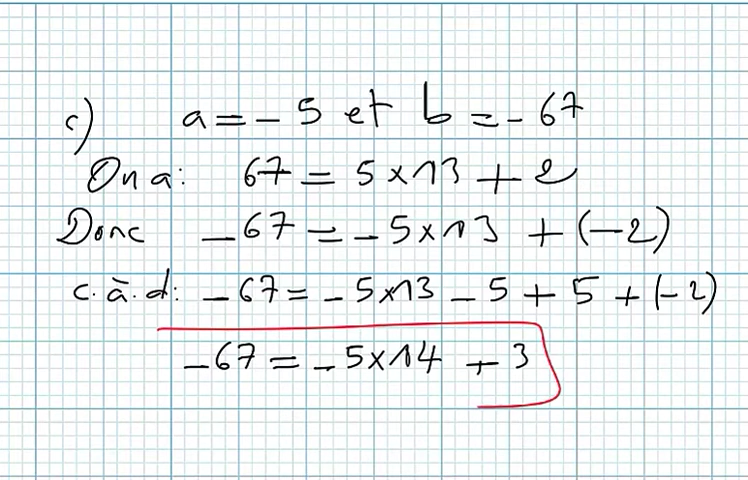 c) a = - 5 et b = - 67
On a: 67 = 5 x 13 + 2
Donc - 67 = - 5 x 13 + (- 2)
c.à.d: - 67 = - 5 x 13 - 5 + 5 + (- 2)
- 67 = - 5 x 14 + 3